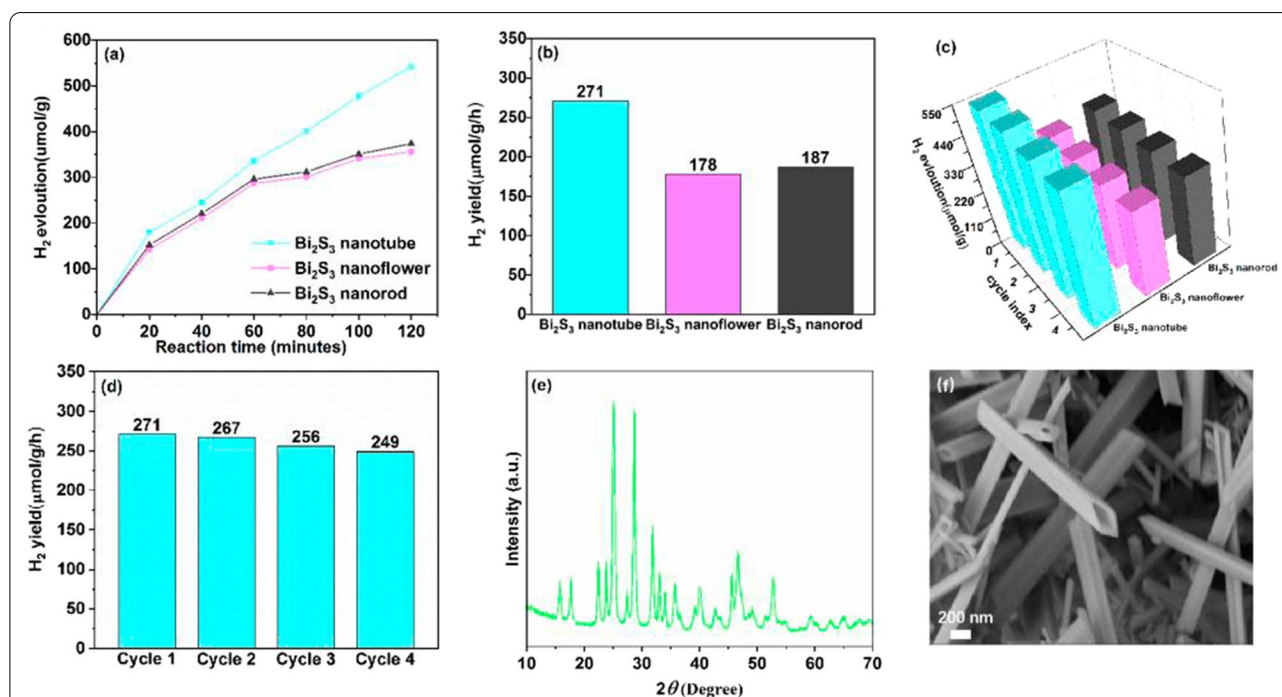 (a)
600
500
400
300
200
100
0
H₂ evloution(umol/g)
0 20 40 60 80 100 120
Reaction time (minutes)
Bi₂S₃ nanotube
Bi₂S₃ nanoflower
Bi₂S₃ nanorod
(b)
350
300
250
200
150
100
50
0
H₂ yield(μmol/g/h)
271
178
187
Bi₂S₃ nanotube Bi₂S₃ nanoflower Bi₂S₃ nanorod
(c)
550
440
330
220
110
0
H₂ evloution(μmol/g)
1
2
3
4
cycle index
Bi₂S₃ nanorod
Bi₂S₃ nanoflower
Bi₂S₃ nanotube
(d)
350
300
250
200
150
100
50
0
H₂ yield(μmol/g/h)
271
267
256
249
Cycle 1 Cycle 2 Cycle 3 Cycle 4
(e)
Intensity (a.u.)
10 20 30 40 50 60 70
2θ (Degree)
(f)
200 nm